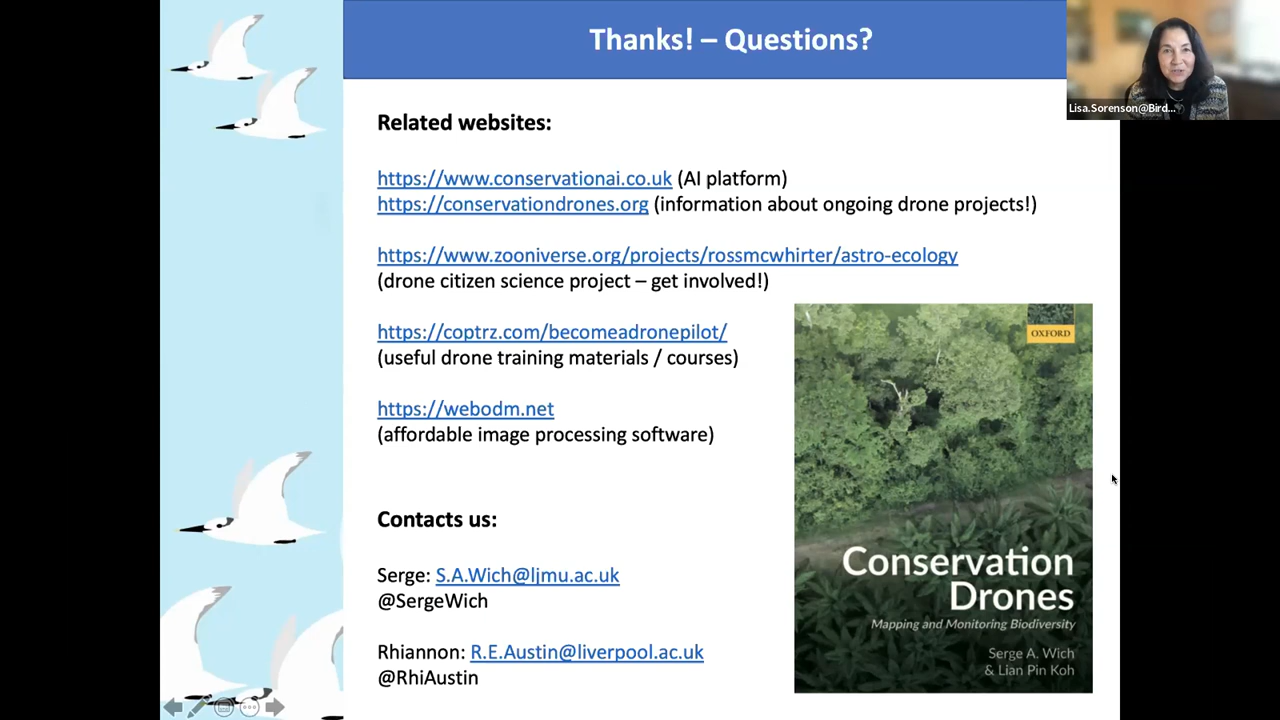 Thanks! – Questions?
Lisa.Sorenson@Bird...
Related websites:
https://www.conservationai.co.uk (AI platform)
https://conservationdrones.org (information about ongoing drone projects!)
https://www.zooniverse.org/projects/rossmcwhirter/astro-ecology
(drone citizen science project – get involved!)
https://coptrz.com/becomeadronepilot/
(useful drone training materials / courses)
https://webodm.net
(affordable image processing software)
Contacts us:
Serge: S.A.Wich@ljmu.ac.uk
@SergeWich
Rhiannon: R.E.Austin@liverpool.ac.uk
@RhiAustin
OXFORD
Conservation
Drones
Mapping and Monitoring Biodiversity
Serge A. Wich
& Lian Pin Koh